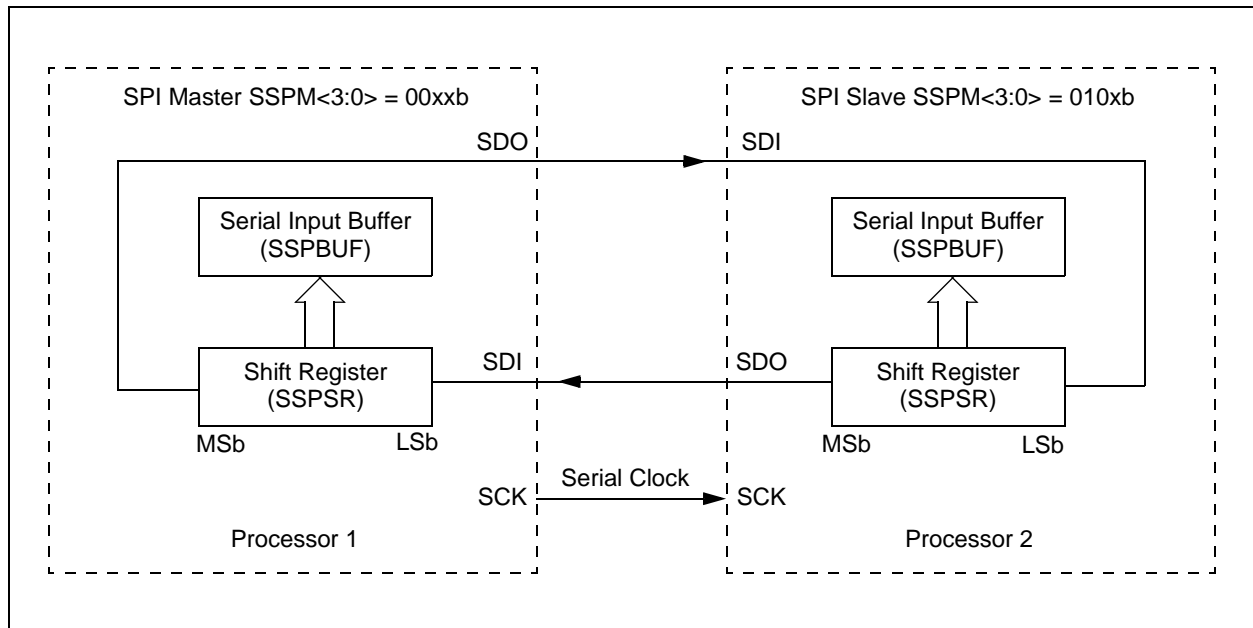 SPI Master SSPM<3:0> = 00xxb
SPI Slave SSPM<3:0> = 010xb
SDO
SDI
Serial Input Buffer
(SSPBUF)
Serial Input Buffer
(SSPBUF)
Shift Register
(SSPSR)
SDI
SDO
Shift Register
(SSPSR)
MSb
LSb
MSb
LSb
SCK
Serial Clock
SCK
Processor 1
Processor 2